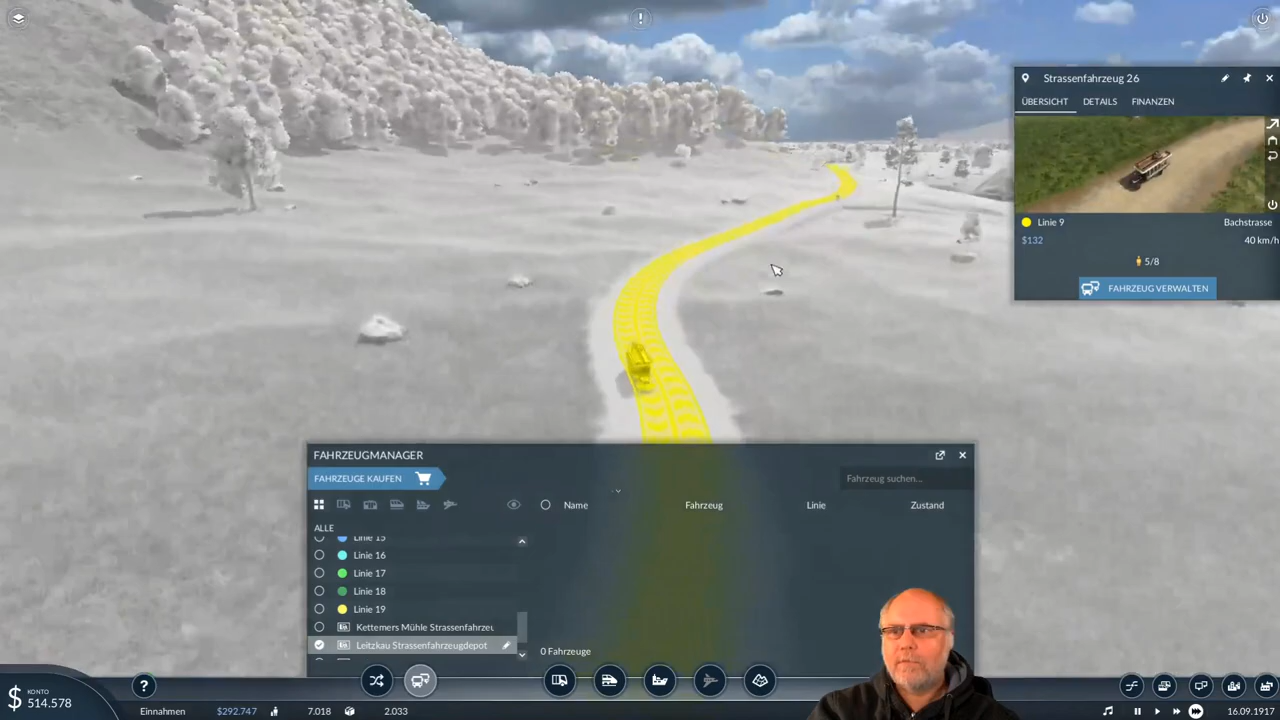 !
Strassenfahrzeug 26
ÜBERSICHT DETAILS FINANZEN
Linie 9 Bachstrasse
$132 40 km/h
5/8
FAHRZEUG VERWALTEN
FAHRZEUGMANAGER
FAHRZEUGE KAUFEN
Fahrzeug suchen...
Name Fahrzeug Linie Zustand
ALLE
Linie 15
Linie 16
Linie 17
Linie 18
Linie 19
Kettemers Mühle Strassenfahrzeu
Leitzkau Strassenfahrzeugdepot
0 Fahrzeuge
?
$ KONTO
514.578
Einnahmen $292.747 7.018 2.033 16.09.1917